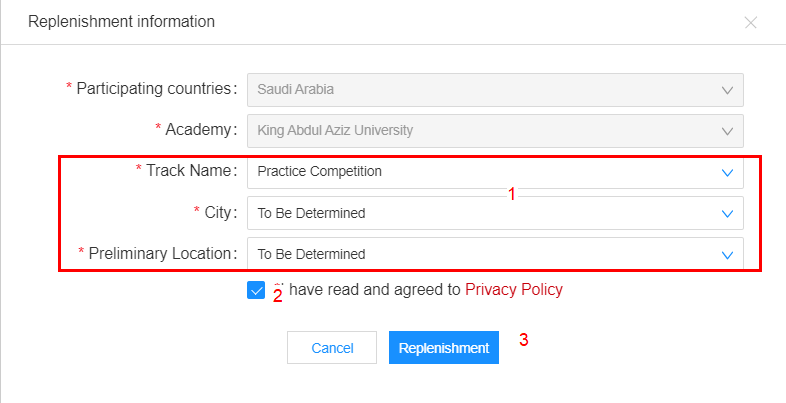 Replenishment information
* Participating countries: Saudi Arabia
* Academy: King Abdul Aziz University
* Track Name: Practice Competition
1
* City: To Be Determined
* Preliminary Location: To Be Determined
2 have read and agreed to Privacy Policy
Cancel Replenishment 3